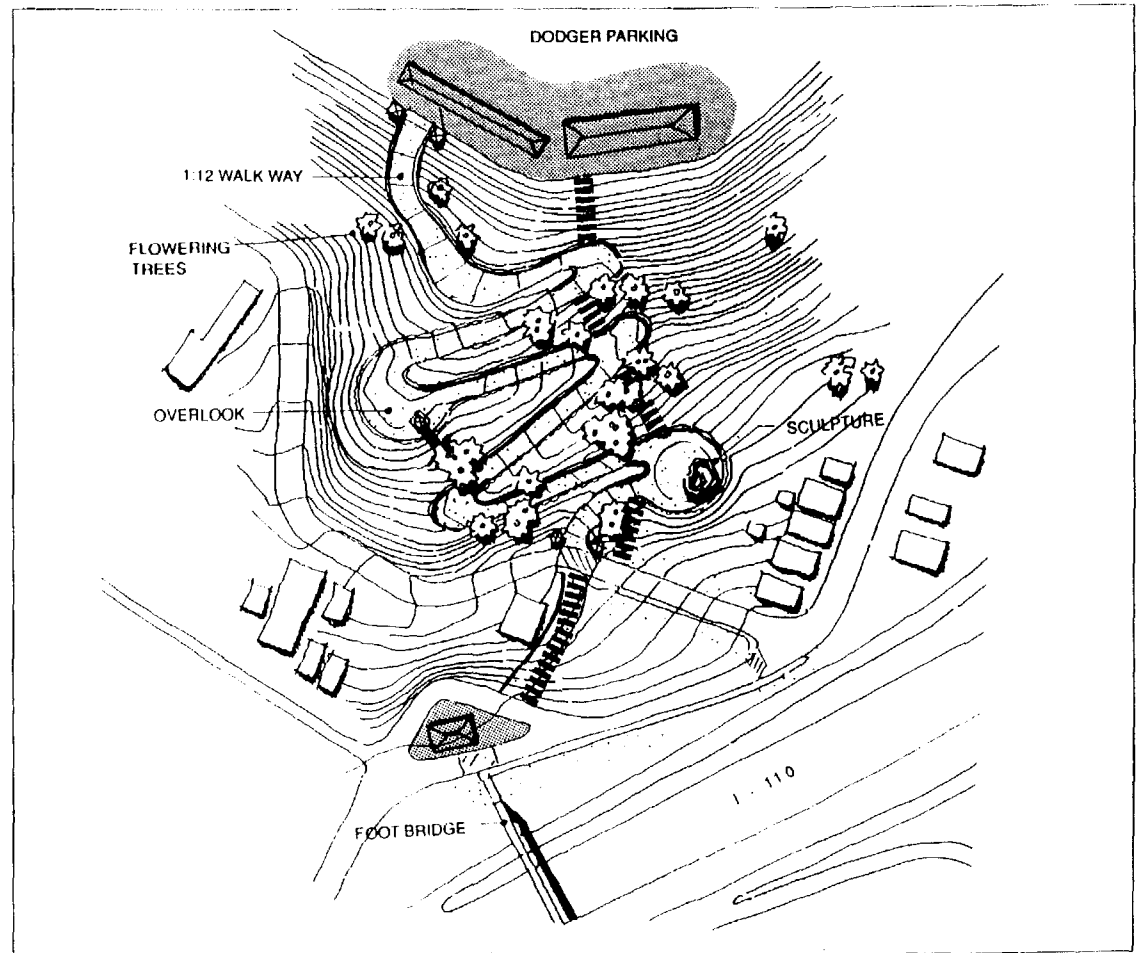 DODGER PARKING
1:12 WALK WAY
FLOWERING
TREES
OVERLOOK
SCULPTURE
I - 110
FOOT BRIDGE